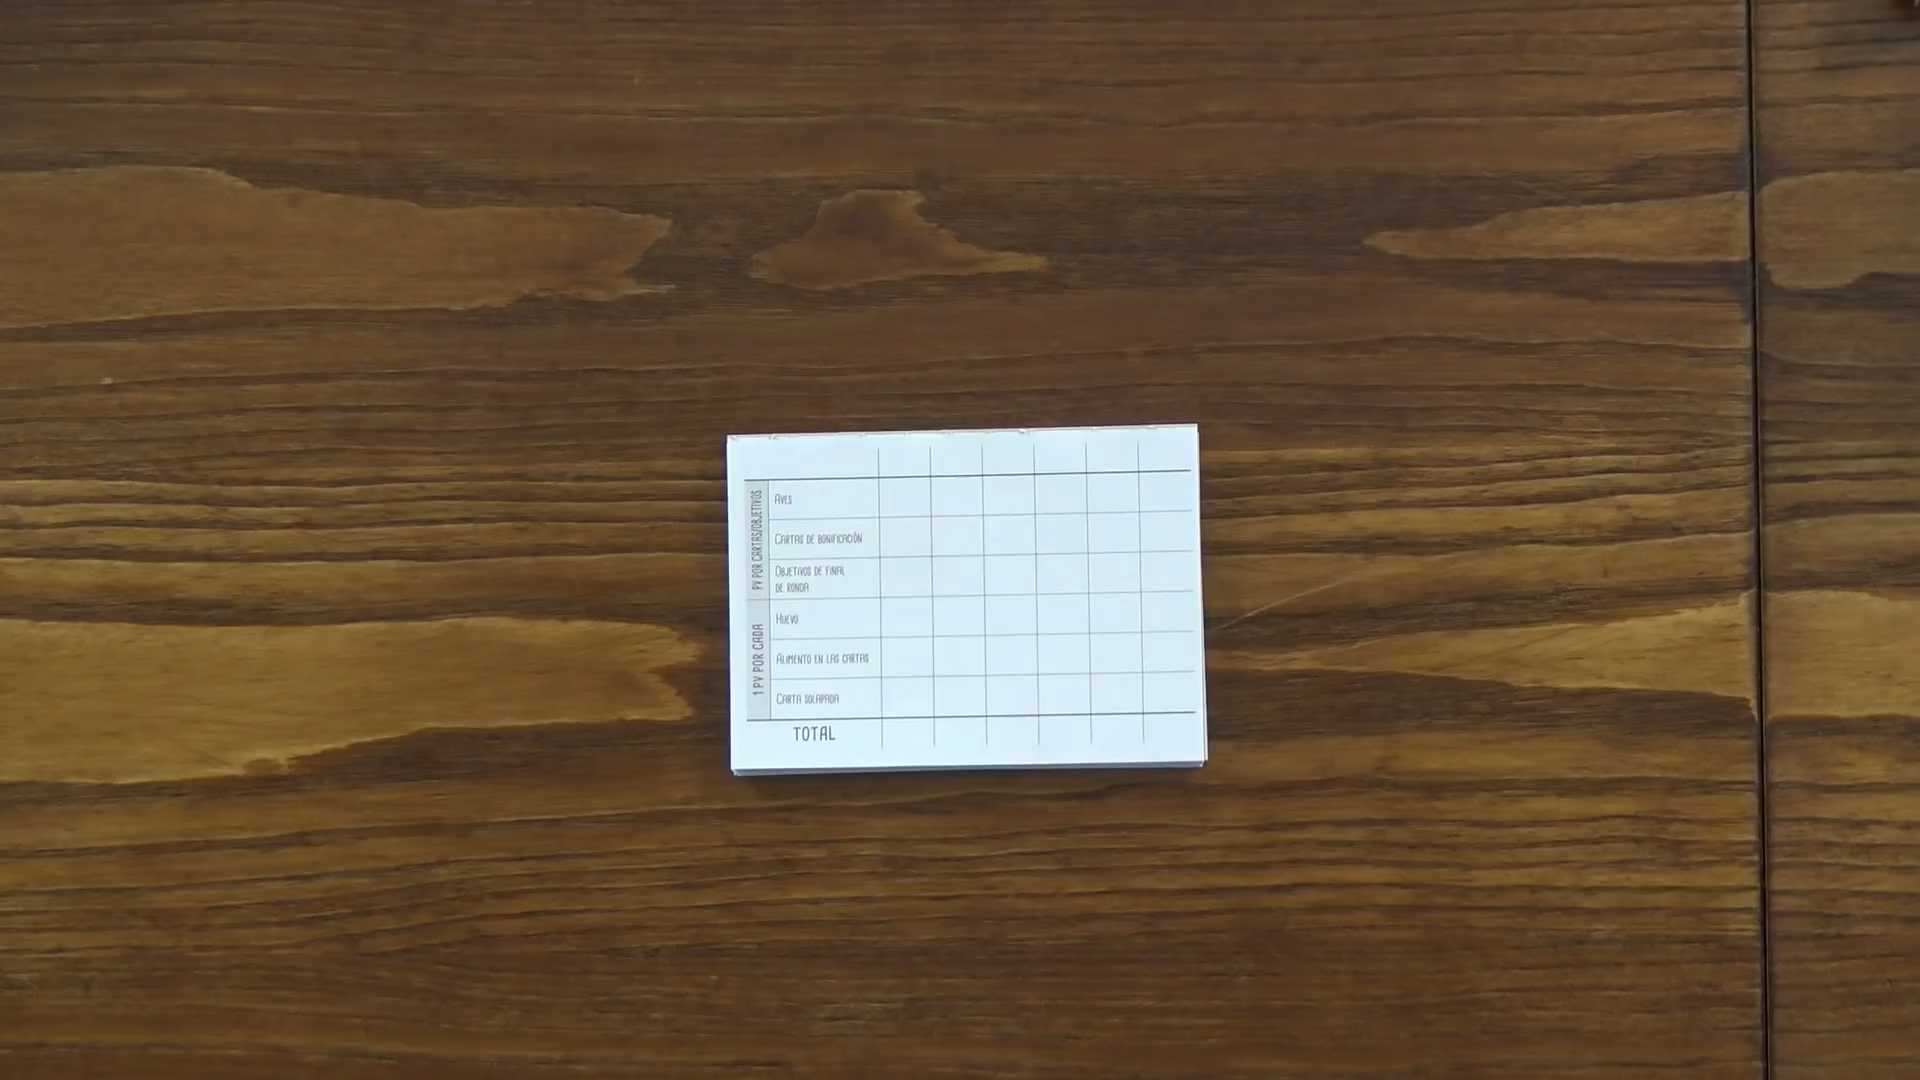 PV POR CARTAS/OBJETIVOS
AVES
CARTAS DE BONIFICACIÓN
OBJETIVOS DE FINAL
DE RONDA
1 PV POR CADA
HUEVO
ALIMENTO EN LAS CARTAS
CARTA SOLAPADA
TOTAL